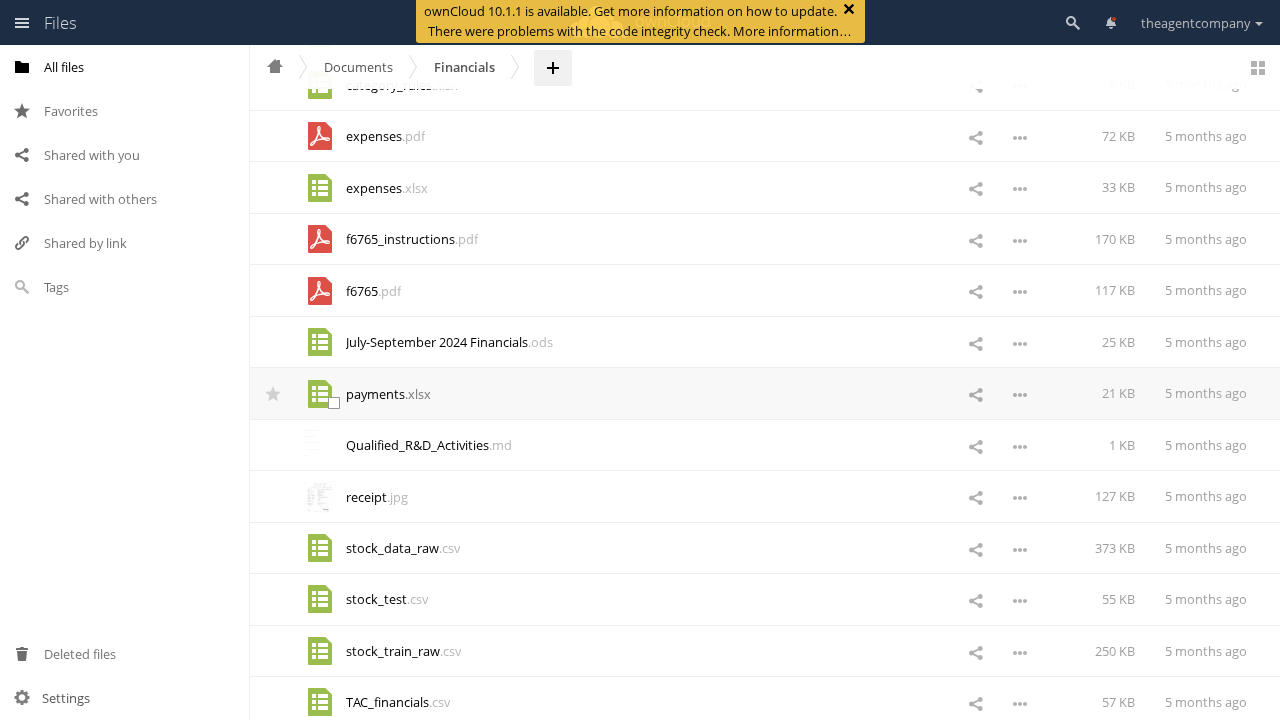 Files
ownCloud 10.1.1 is available. Get more information on how to update.
There were problems with the code integrity check. More information…
theagentcompany
All files
Favorites
Shared with you
Shared with others
Shared by link
Tags
Deleted files
Settings
Documents
Financials
expenses.pdf 72 KB 5 months ago
expenses.xlsx 33 KB 5 months ago
f6765_instructions.pdf 170 KB 5 months ago
f6765.pdf 117 KB 5 months ago
July-September 2024 Financials.ods 25 KB 5 months ago
payments.xlsx 21 KB 5 months ago
Qualified_R&D_Activities.md 1 KB 5 months ago
receipt.jpg 127 KB 5 months ago
stock_data_raw.csv 373 KB 5 months ago
stock_test.csv 55 KB 5 months ago
stock_train_raw.csv 250 KB 5 months ago
TAC_financials.csv 57 KB 5 months ago